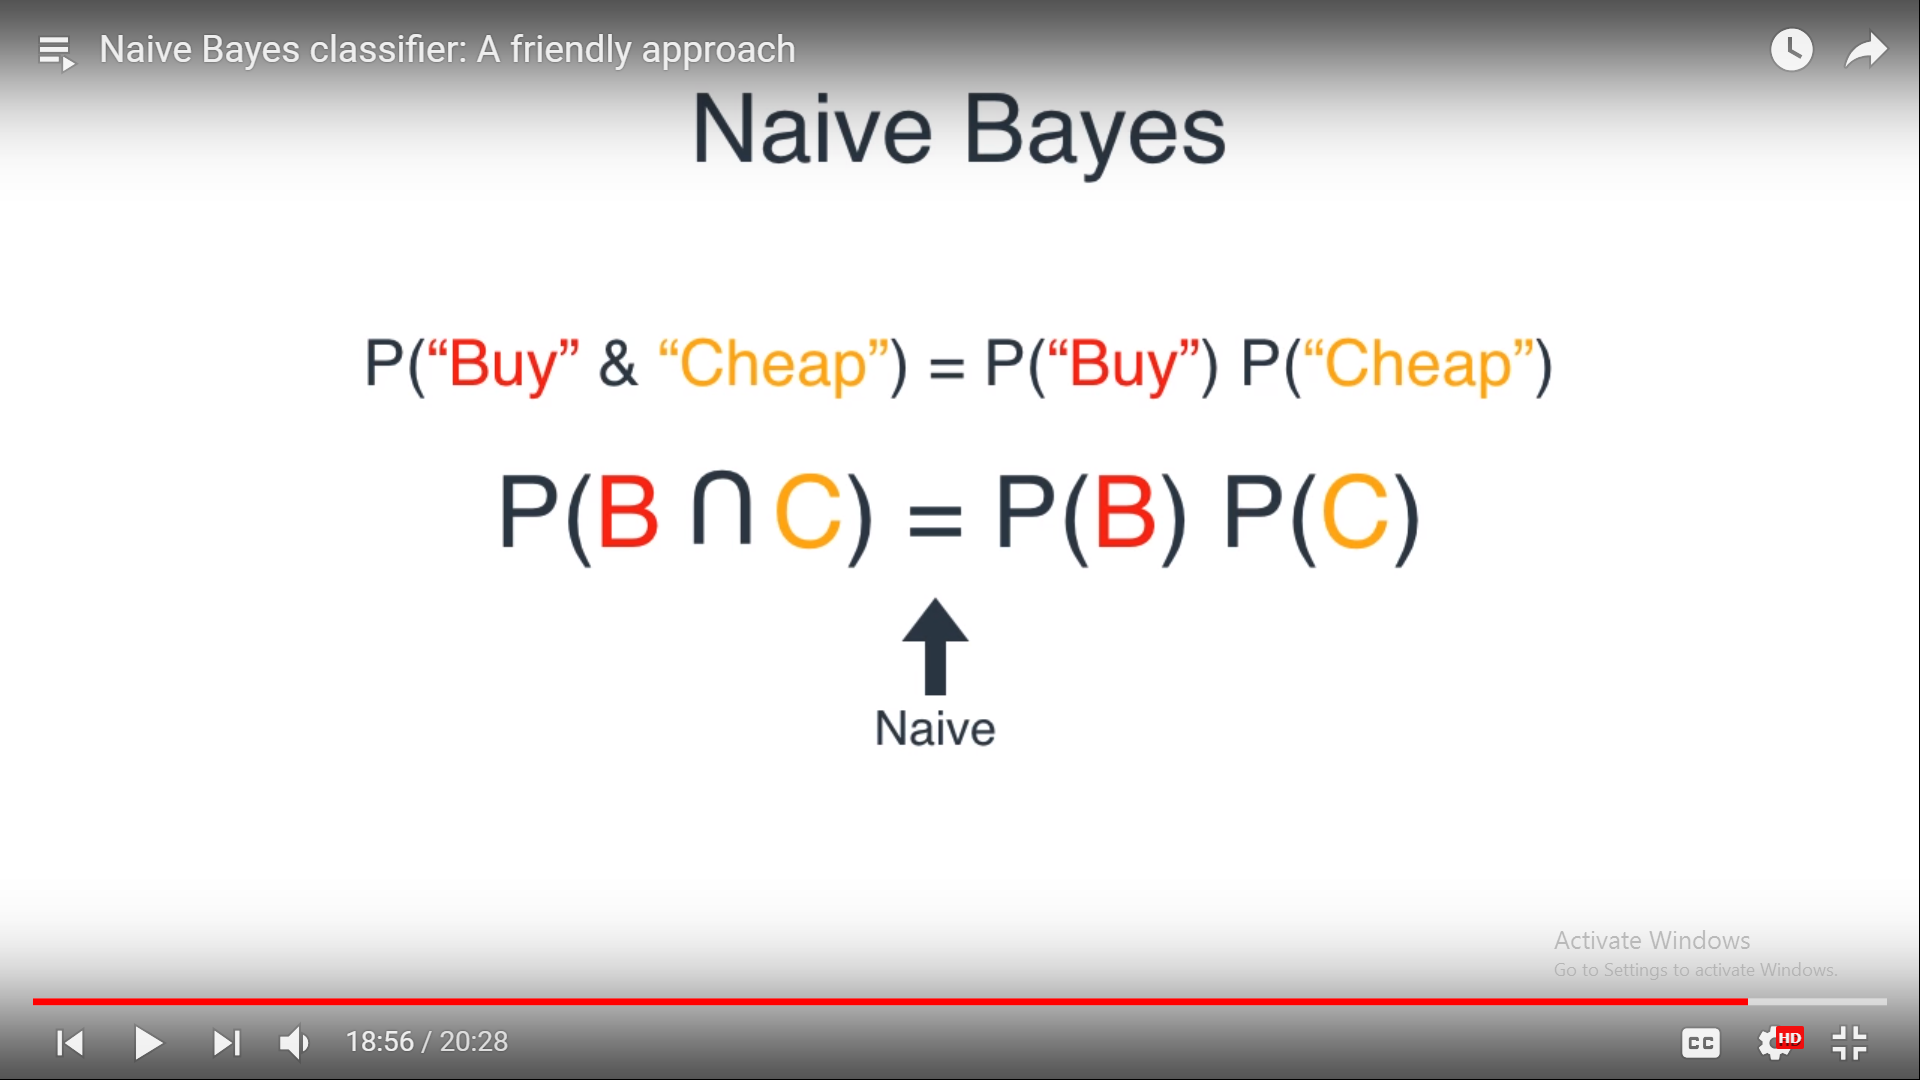 Naive Bayes classifier: A friendly approach
Naive Bayes
P(“Buy” & “Cheap”) = P(“Buy”) P(“Cheap”)
P(B ∩ C) = P(B) P(C)
Naive
Activate Windows
Go to Settings to activate Windows.
18:56 / 20:28
CC
HD